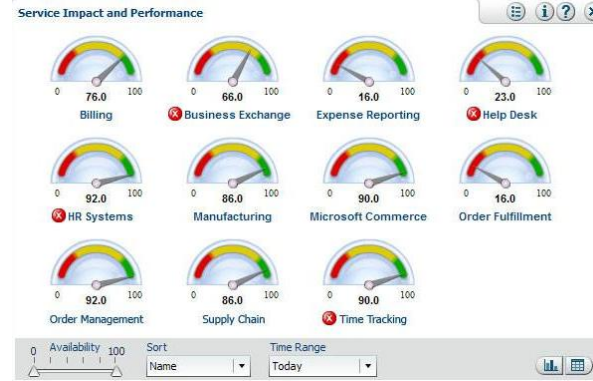 Service Impact and Performance
0 76.0 100
Billing
0 66.0 100
Business Exchange
0 16.0 100
Expense Reporting
0 23.0 100
Help Desk
0 92.0 100
HR Systems
0 86.0 100
Manufacturing
0 90.0 100
Microsoft Commerce
0 16.0 100
Order Fulfillment
0 92.0 100
Order Management
0 86.0 100
Supply Chain
0 90.0 100
Time Tracking
0 Availability 100
Sort
Name
Time Range
Today